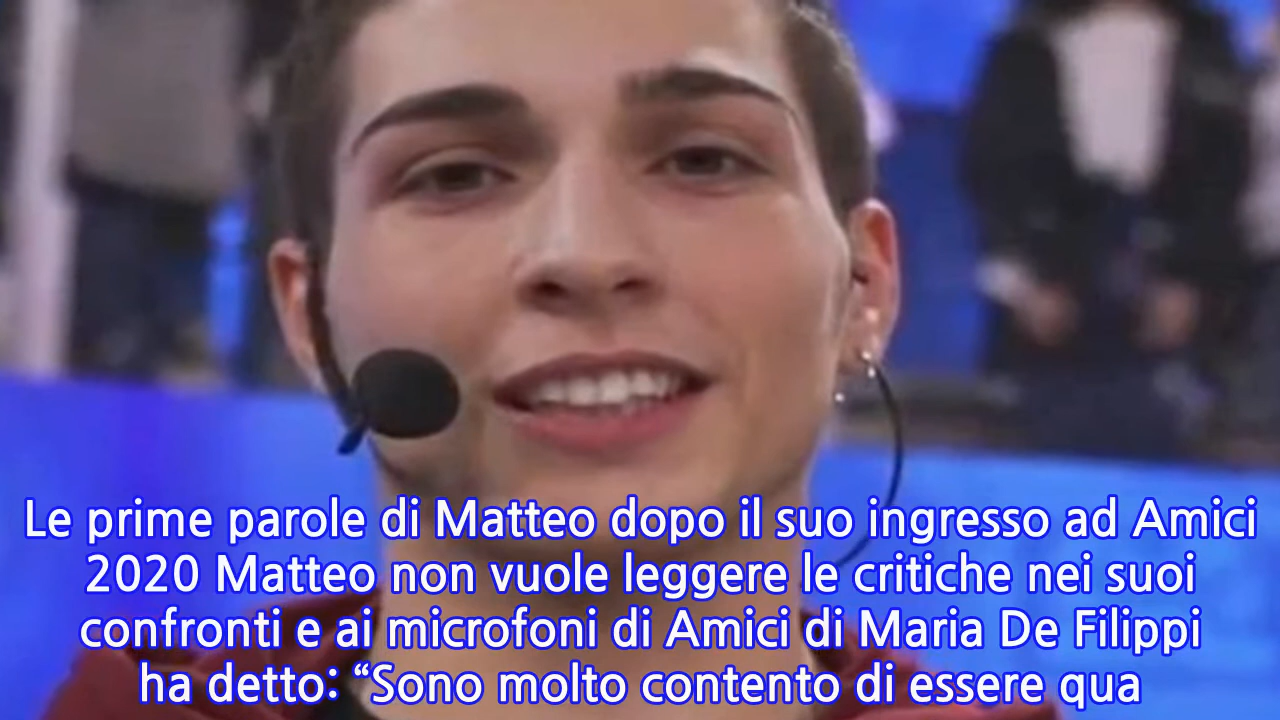 Le prime parole di Matteo dopo il suo ingresso ad Amici
2020 Matteo non vuole leggere le critiche nei suoi
confronti e ai microfoni di Amici di Maria De Filippi
ha detto: “Sono molto contento di essere qua